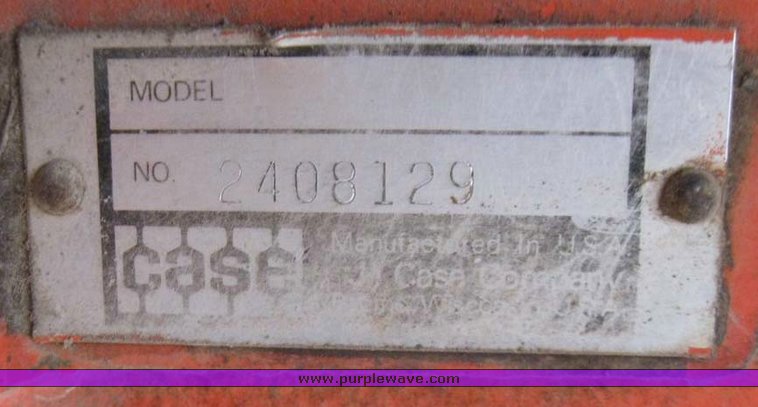 MODEL
NO. 2408129
case
Manufactured In U.S.A.
J I Case Company
www.purplewave.com